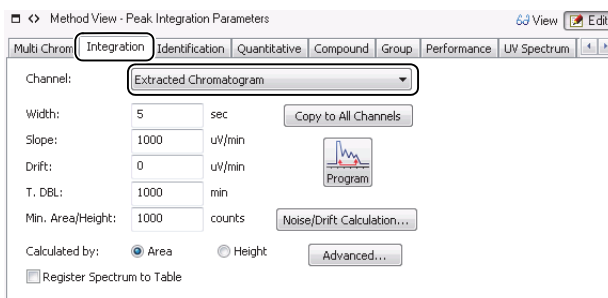 Method View - Peak Integration Parameters View Edit
Multi Chrom Integration Identification Quantitative Compound Group Performance UV Spectrum
Channel: Extracted Chromatogram
Width: 5 sec Copy to All Channels
Slope: 1000 uV/min
Drift: 0 uV/min Program
T. DBL: 1000 min
Min. Area/Height: 1000 counts Noise/Drift Calculation...
Calculated by: Area Height Advanced...
Register Spectrum to Table